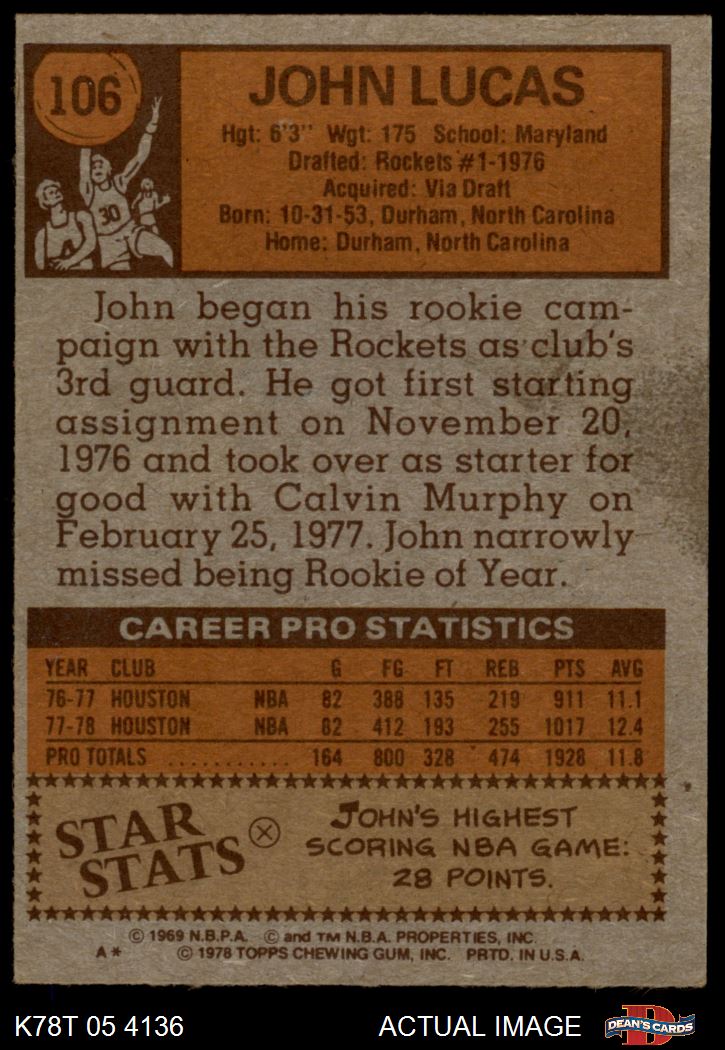 106
JOHN LUCAS
Hgt: 6'3" Wgt: 175 School: Maryland
Drafted: Rockets #1-1976
Acquired: Via Draft
Born: 10-31-53, Durham, North Carolina
Home: Durham, North Carolina
30
John began his rookie cam-
paign with the Rockets as club's
3rd guard. He got first starting
assignment on November 20,
1976 and took over as starter for
good with Calvin Murphy on
February 25, 1977. John narrowly
missed being Rookie of Year.
CAREER PRO STATISTICS
YEAR CLUB G FG FT REB PTS AVG
76-77 HOUSTON NBA 82 388 135 219 911 11.1
77-78 HOUSTON NBA 82 412 193 255 1017 12.4
PRO TOTALS ........... 164 800 328 474 1928 11.8
STAR
STATS
JOHN'S HIGHEST
SCORING NBA GAME:
28 POINTS.
© 1969 N.B.P.A. © and TM N.B.A. PROPERTIES, INC.
A* © 1978 TOPPS CHEWING GUM, INC. PRTD. IN U.S.A.
K78T 05 4136 ACTUAL IMAGE
D
DEAN'S CARDS